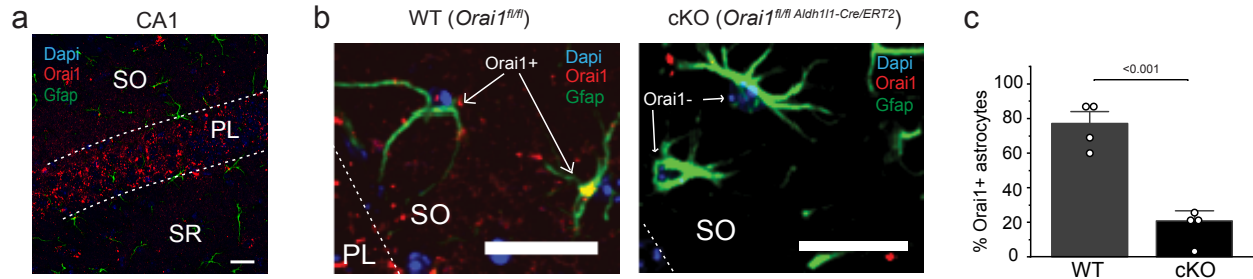 a
CA1
Dapi
Orai1
Gfap
SO
PL
SR
b
WT (Orai1fl/fl)
Dapi
Orai1
Gfap
Orai1+
SO
PL
cKO (Orai1fl/fl Aldh1l1-Cre/ERT2)
Dapi
Orai1
Gfap
Orai1-
SO
c
<0.001
% Orai1+ astrocytes
100
80
60
40
20
0
WT
cKO